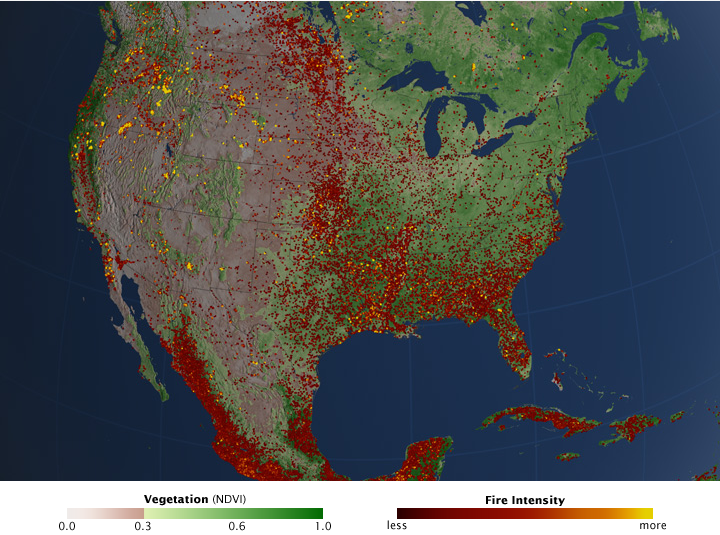 Vegetation (NDVI)
0.0 0.3 0.6 1.0
Fire Intensity
less more